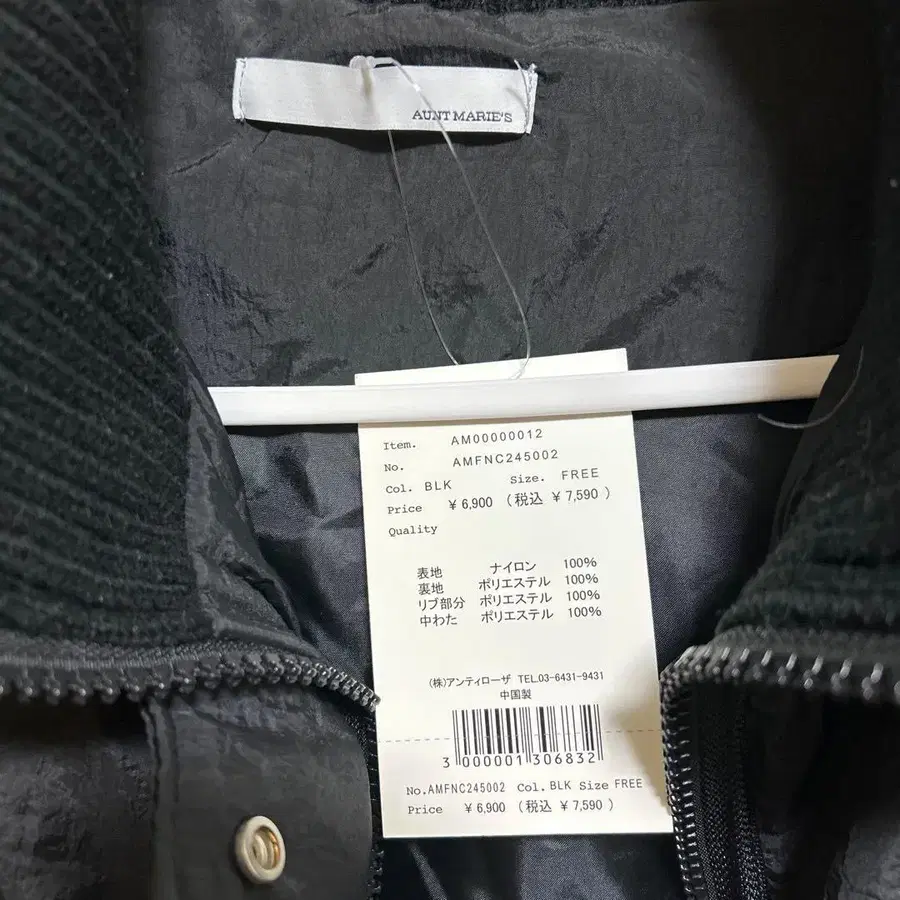 AUNT MARIE'S
Item. AM00000012
No. AMFNC245002
Col. BLK Size. FREE
Price ¥6,900 (税込 ¥7,590)
Quality
表地 ナイロン 100%
裏地 ポリエステル 100%
リブ部分 ポリエステル 100%
中わた ポリエステル 100%
(株)アンティローザ TEL.03-6431-9431
中国製
3 000001 306832
No.AMFNC245002 Col. BLK Size FREE
Price ¥6,900 (税込 ¥7,590)